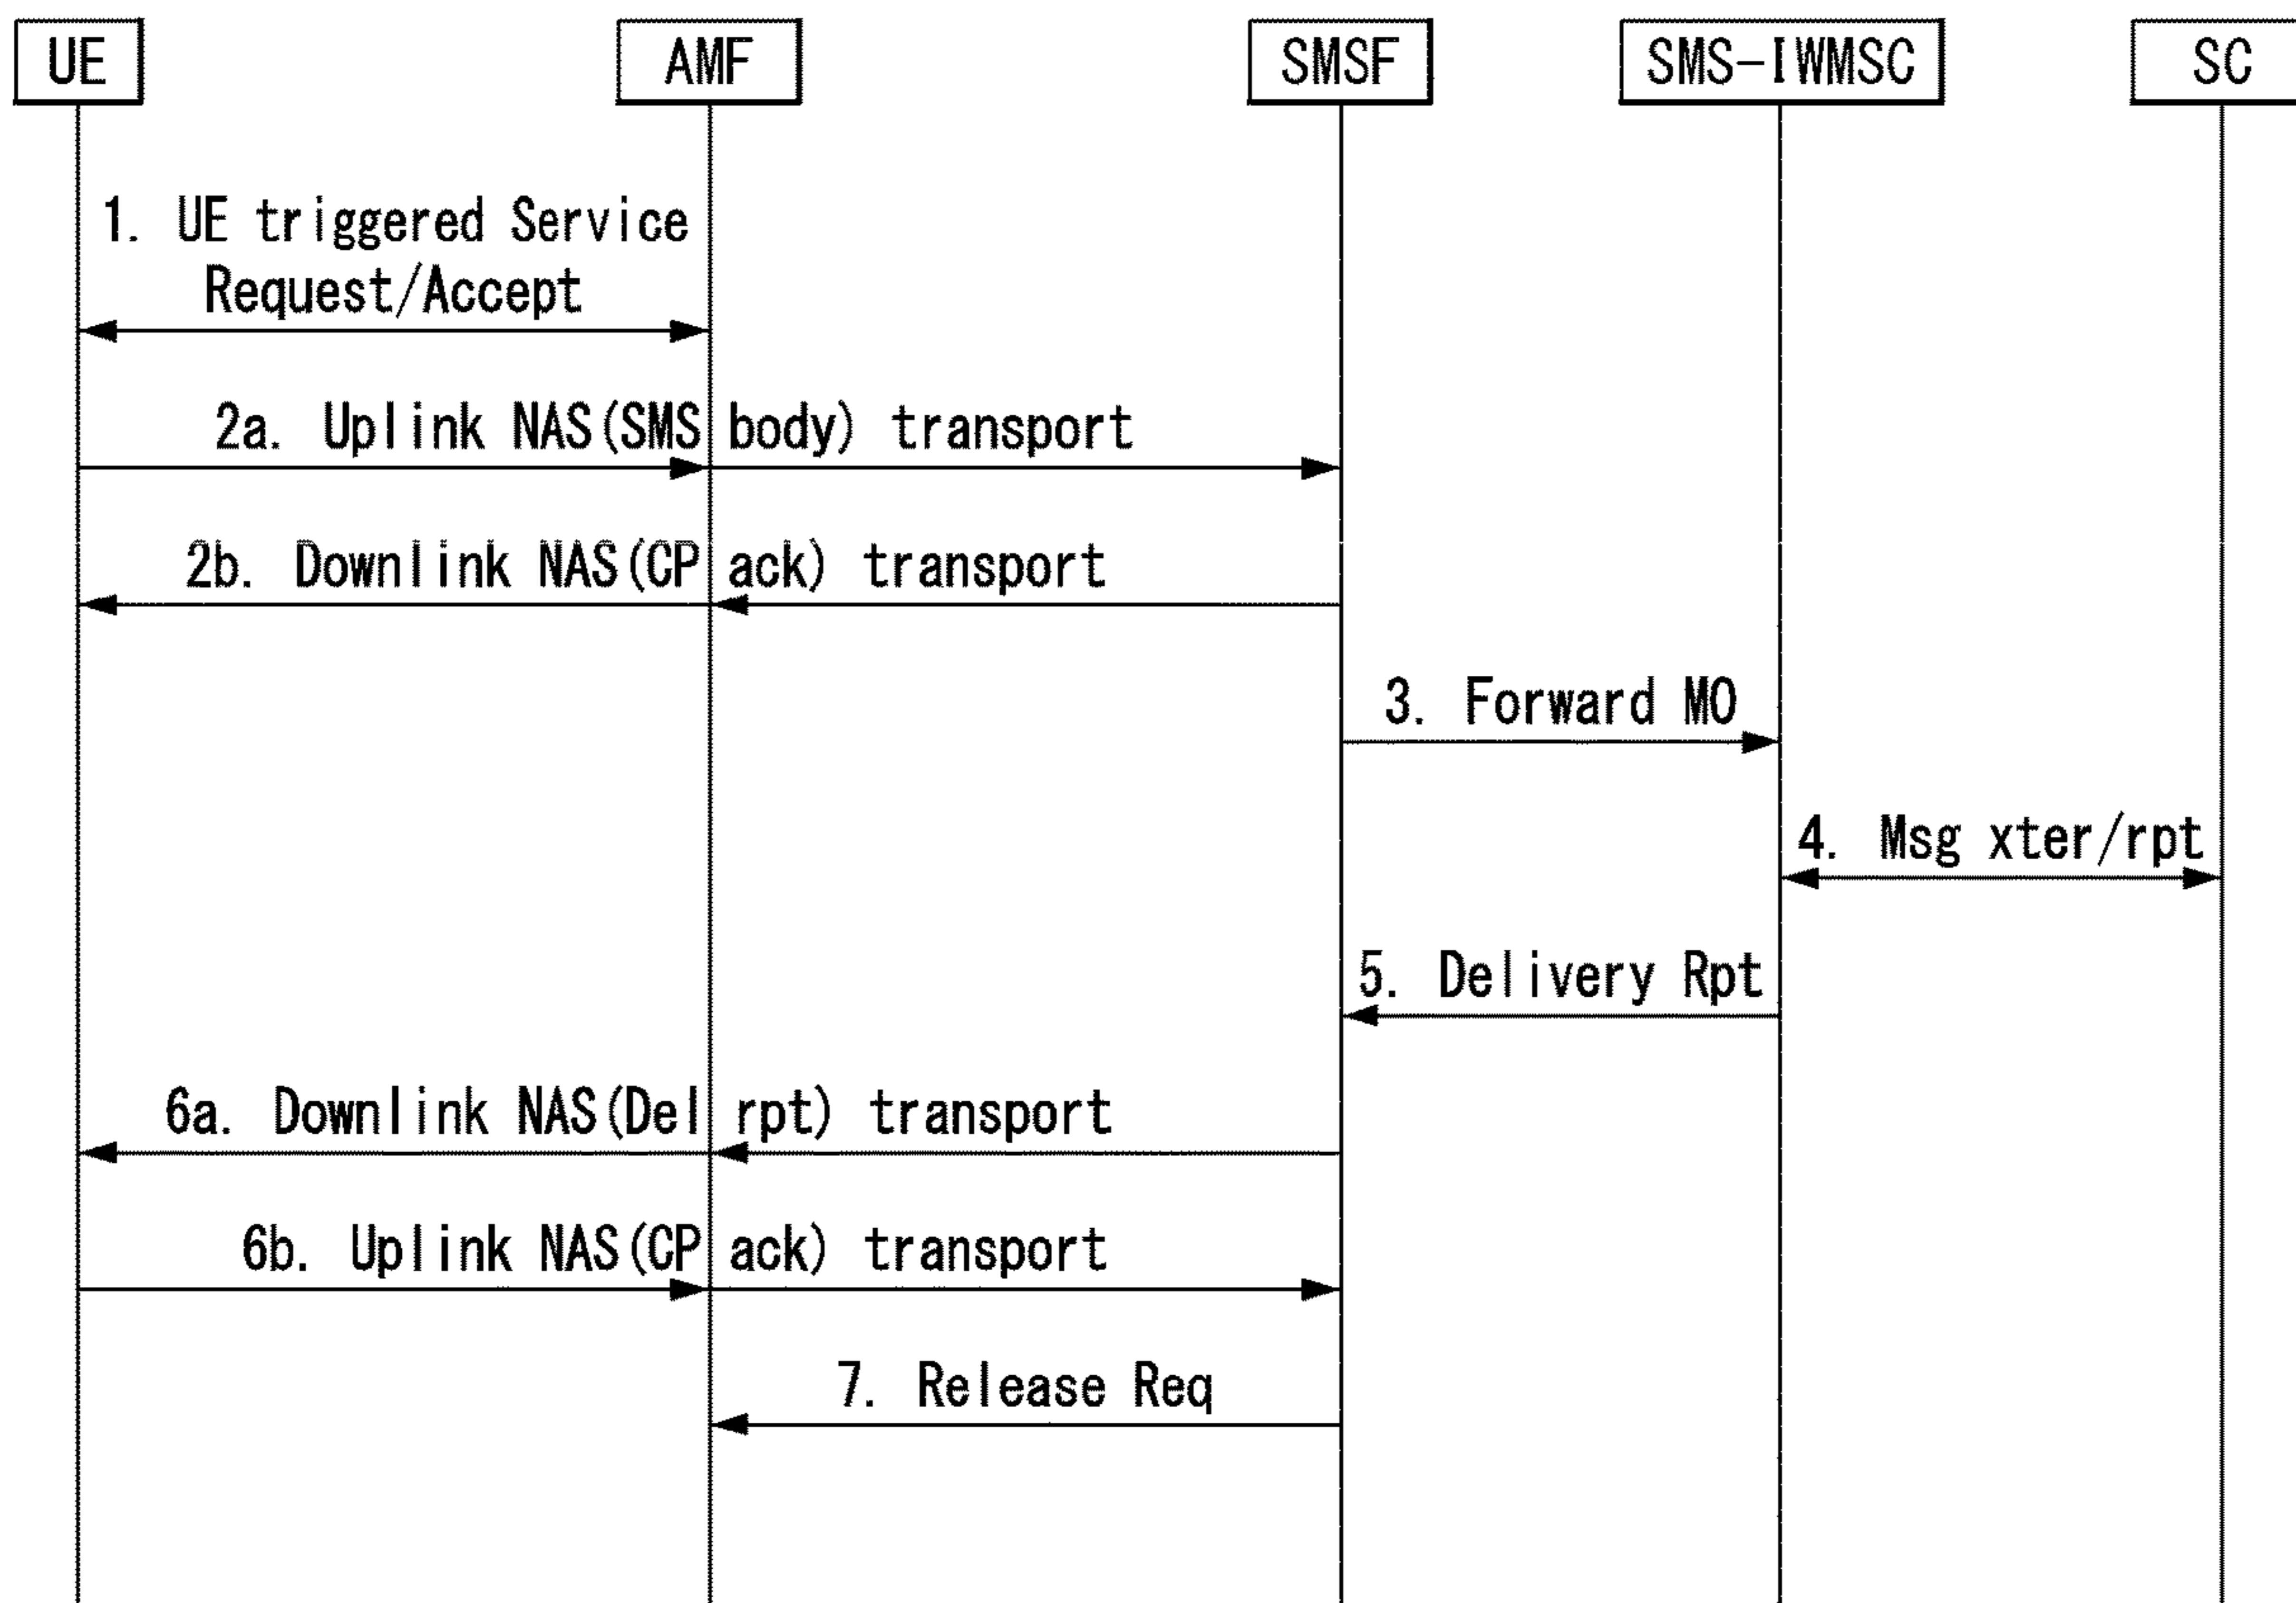 UE
AMF
SMSF
SMS-IWMSC
SC
1. UE triggered Service
Request/Accept
2a. Uplink NAS(SMS body) transport
2b. Downlink NAS(CP ack) transport
3. Forward MO
4. Msg xter/rpt
5. Delivery Rpt
6a. Downlink NAS(Del rpt) transport
6b. Uplink NAS(CP ack) transport
7. Release Req